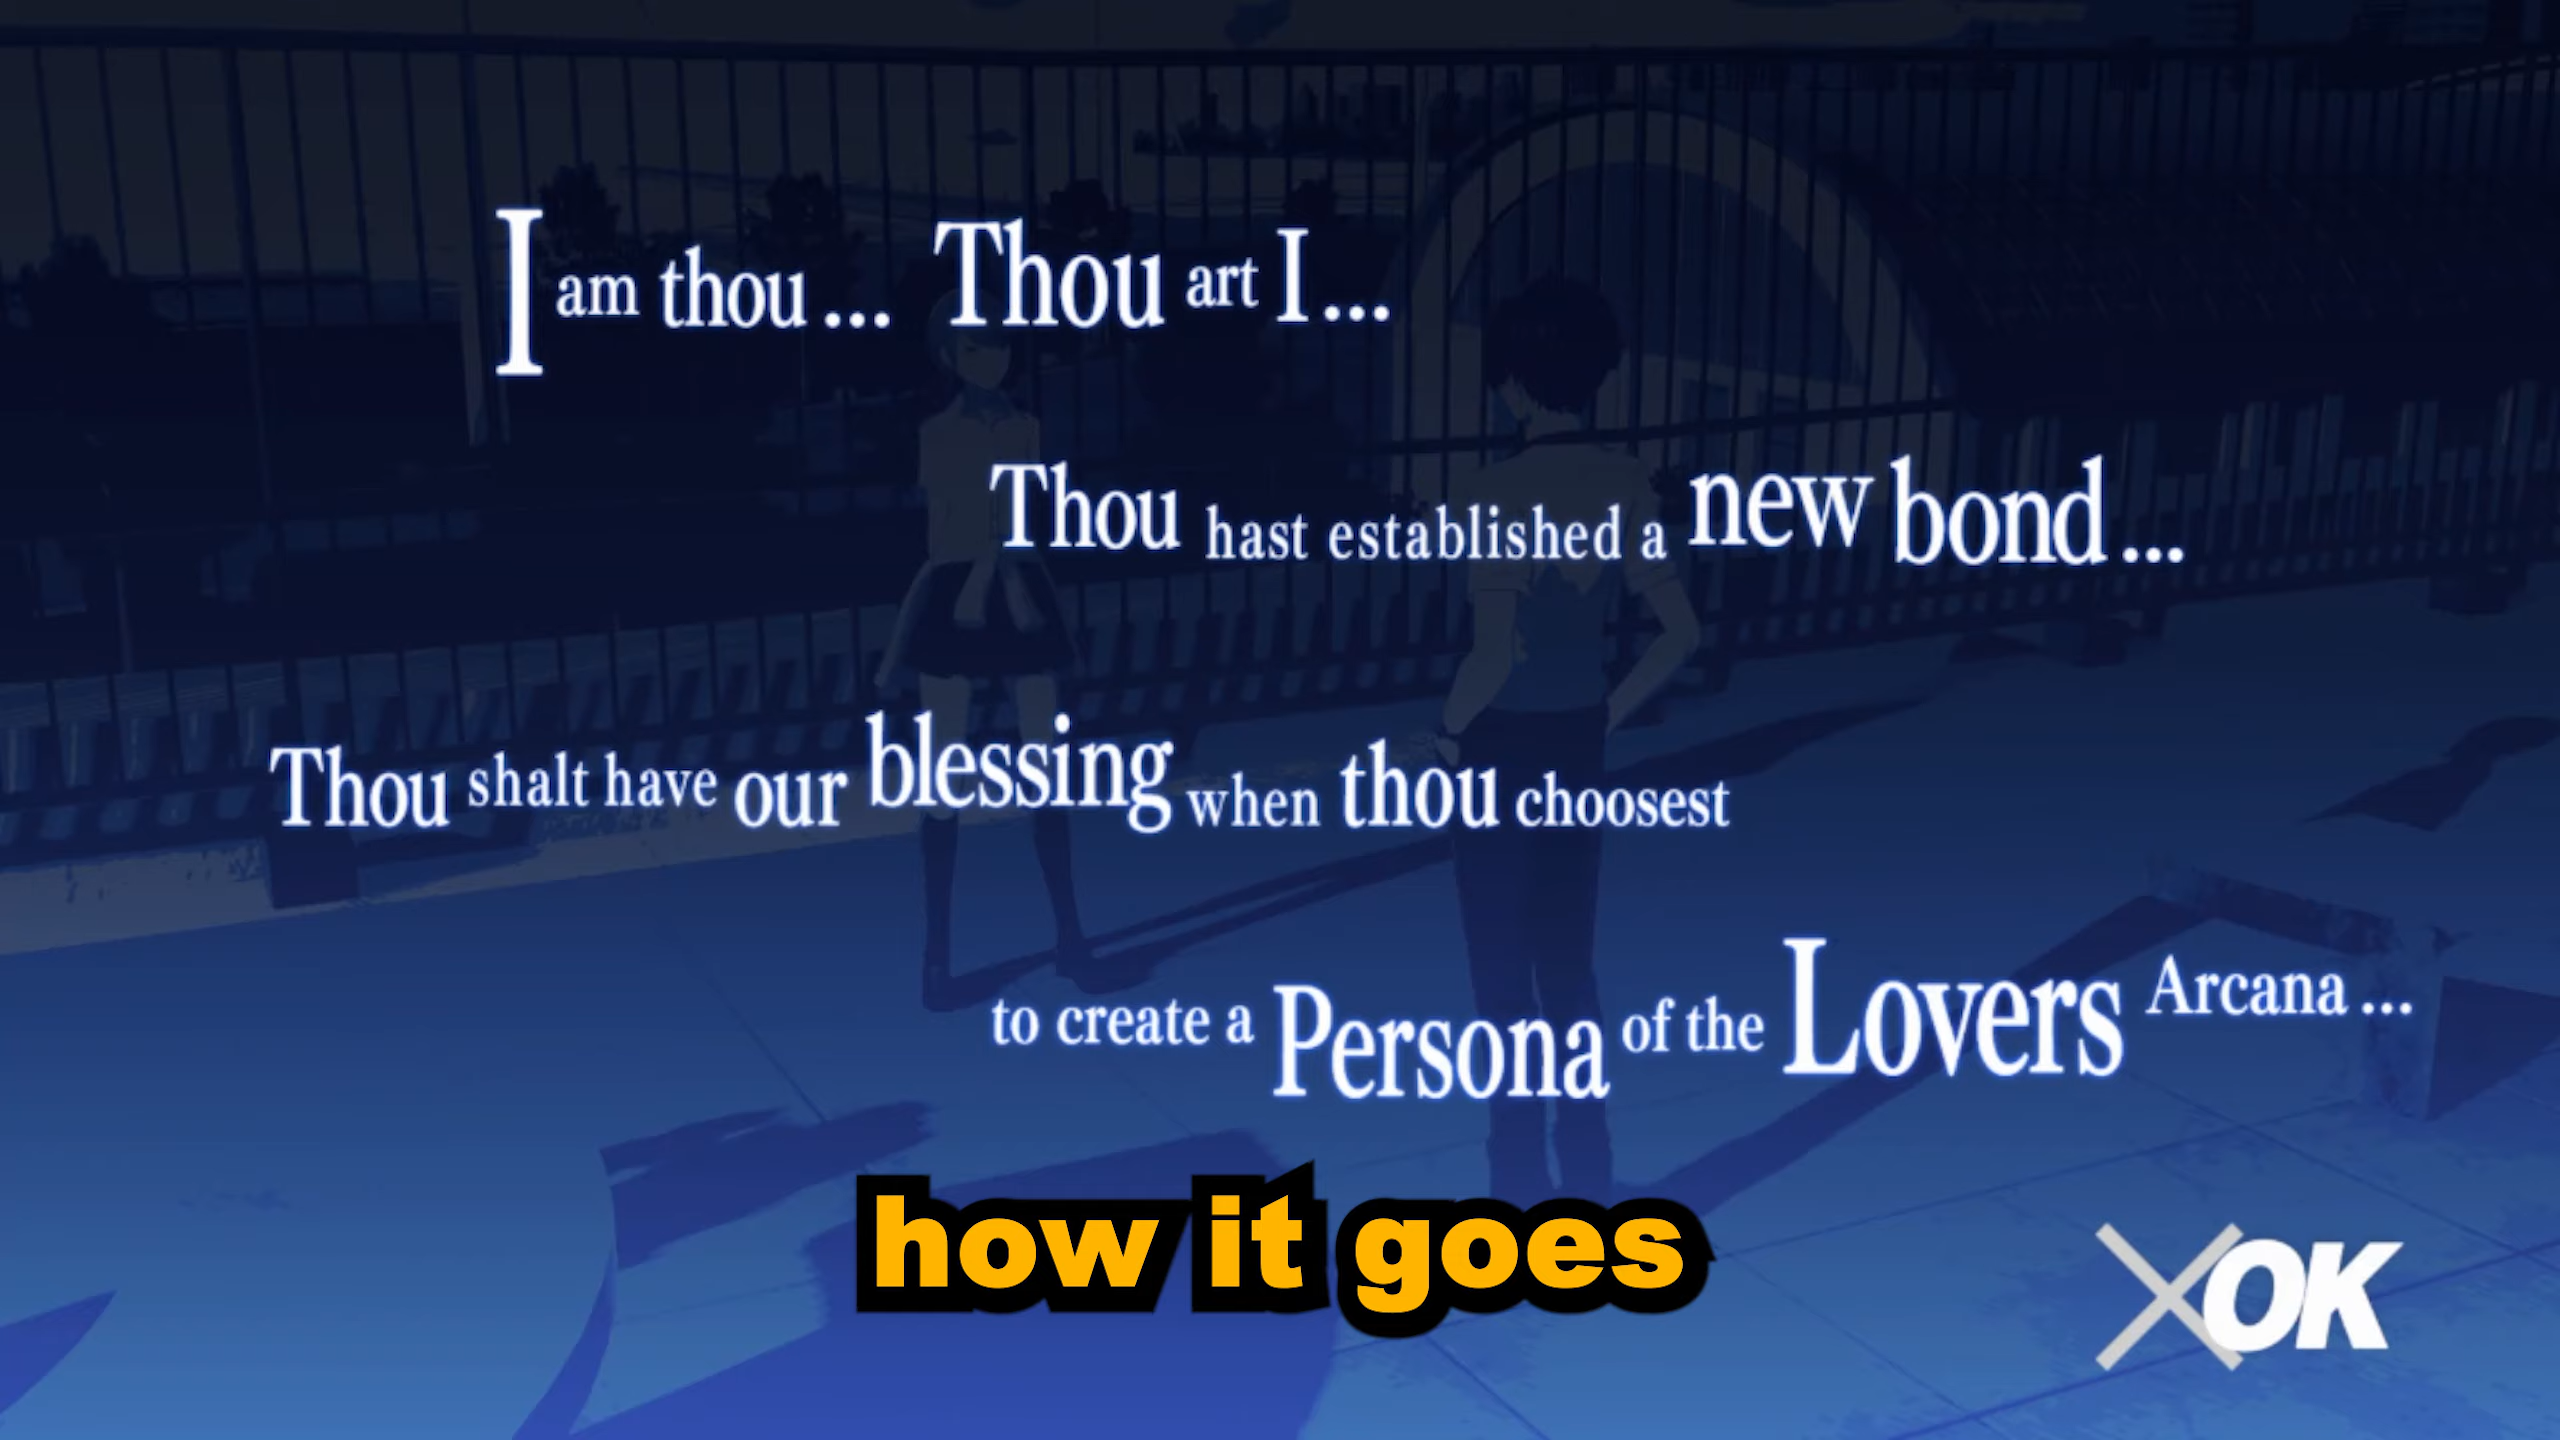 I am thou... Thou art I...
Thou hast established a new bond...
Thou shalt have our blessing when thou choosest
to create a Persona of the Lovers Arcana...
how it goes
OK